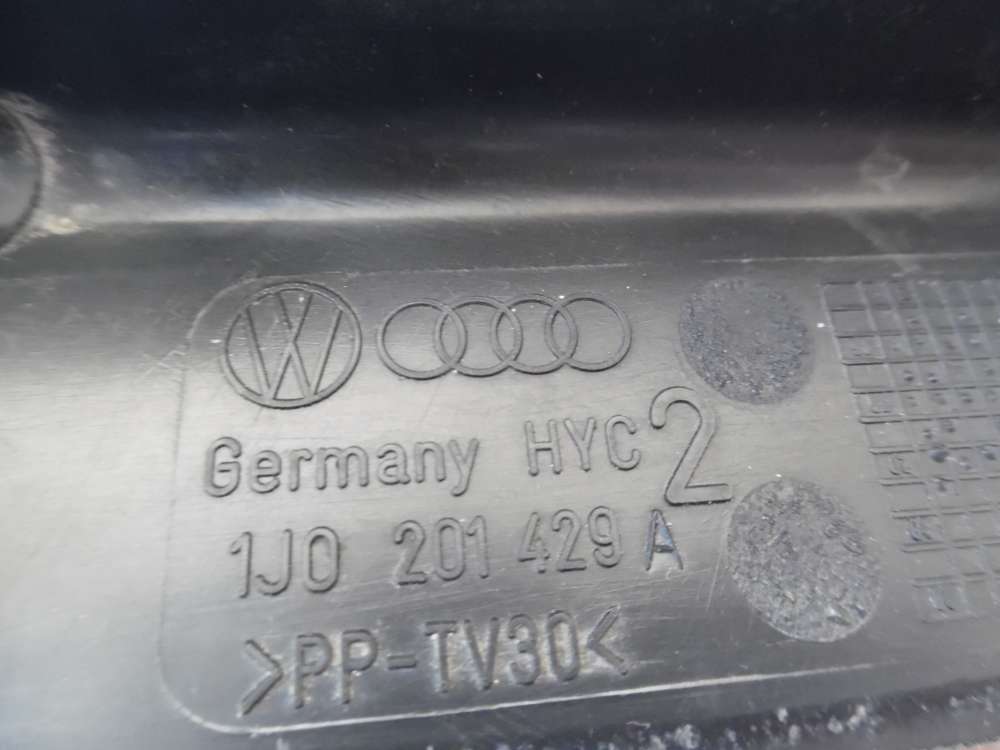 Germany HYC 2
1J0 201 429 A
>PP-TV30<